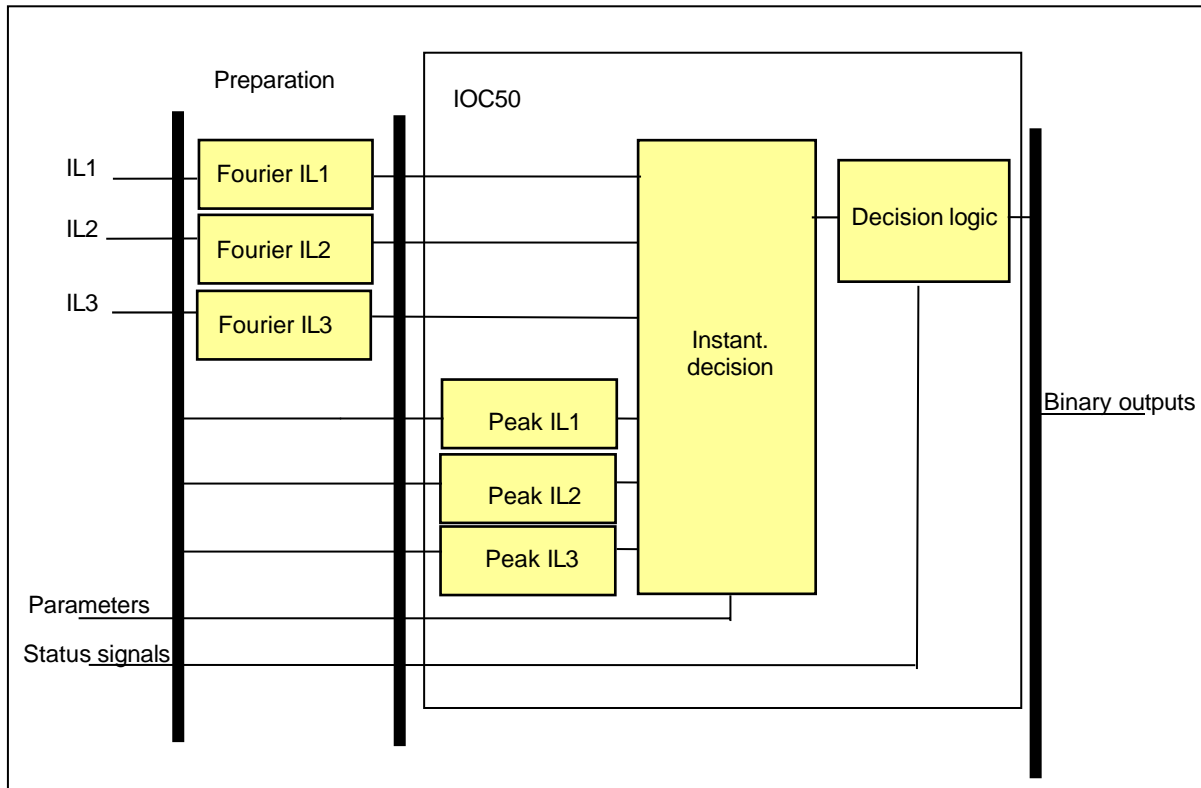 Preparation
IOC50
IL1
Fourier IL1
IL2
Fourier IL2
IL3
Fourier IL3
Decision logic
Instant.
decision
Peak IL1
Peak IL2
Peak IL3
Binary outputs
Parameters
Status signals